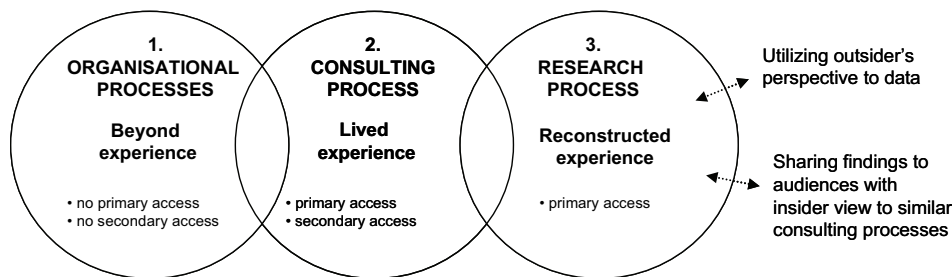 1.
ORGANISATIONAL
PROCESSES
Beyond
experience
• no primary access
• no secondary access
2.
CONSULTING
PROCESS
Lived
experience
• primary access
• secondary access
3.
RESEARCH
PROCESS
Reconstructed
experience
• primary access
Utilizing outsider's
perspective to data
Sharing findings to
audiences with
insider view to similar
consulting processes